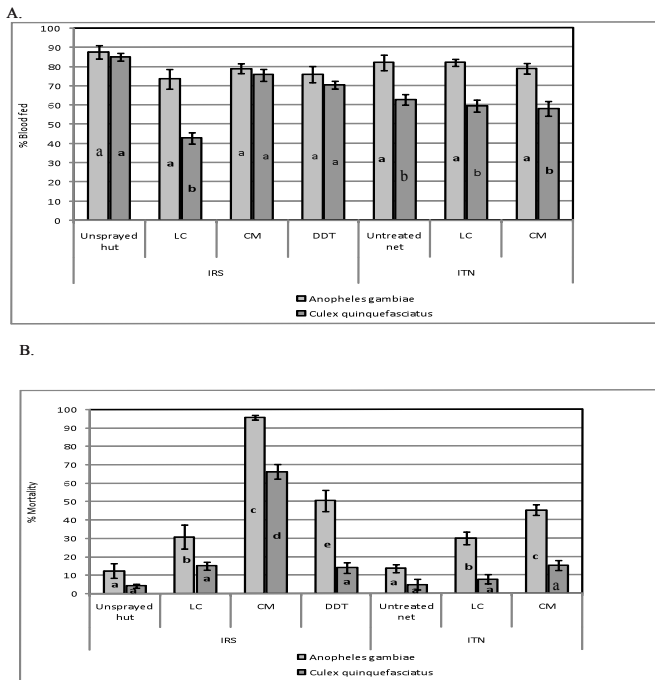 A.
% Blood fed
100
90
80
70
60
50
40
30
20
10
0
a a a b a a a a a b a b a b
Unsprayed hut LC CM DDT Untreated net LC CM
IRS ITN
Anopheles gambiae
Culex quinquefasciatus
B.
% Mortality
100
90
80
70
60
50
40
30
20
10
0
a a b a c d e a a a b a c a
Unsprayed hut LC CM DDT Untreated net LC CM
IRS ITN
Anopheles gambiae
Culex quinquefasciatus